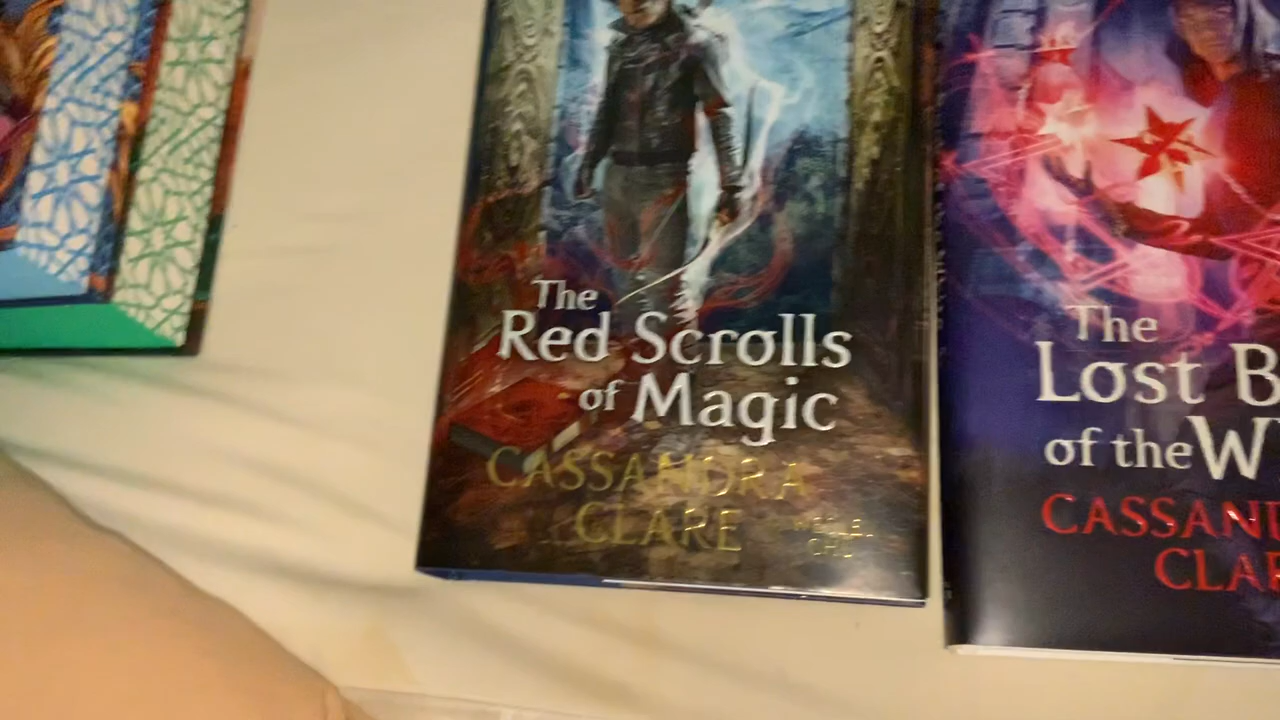 The
Red Scrolls
of Magic
CASSANDRA
CLARE
The
Lost B
of the W
CASSAN
CLA